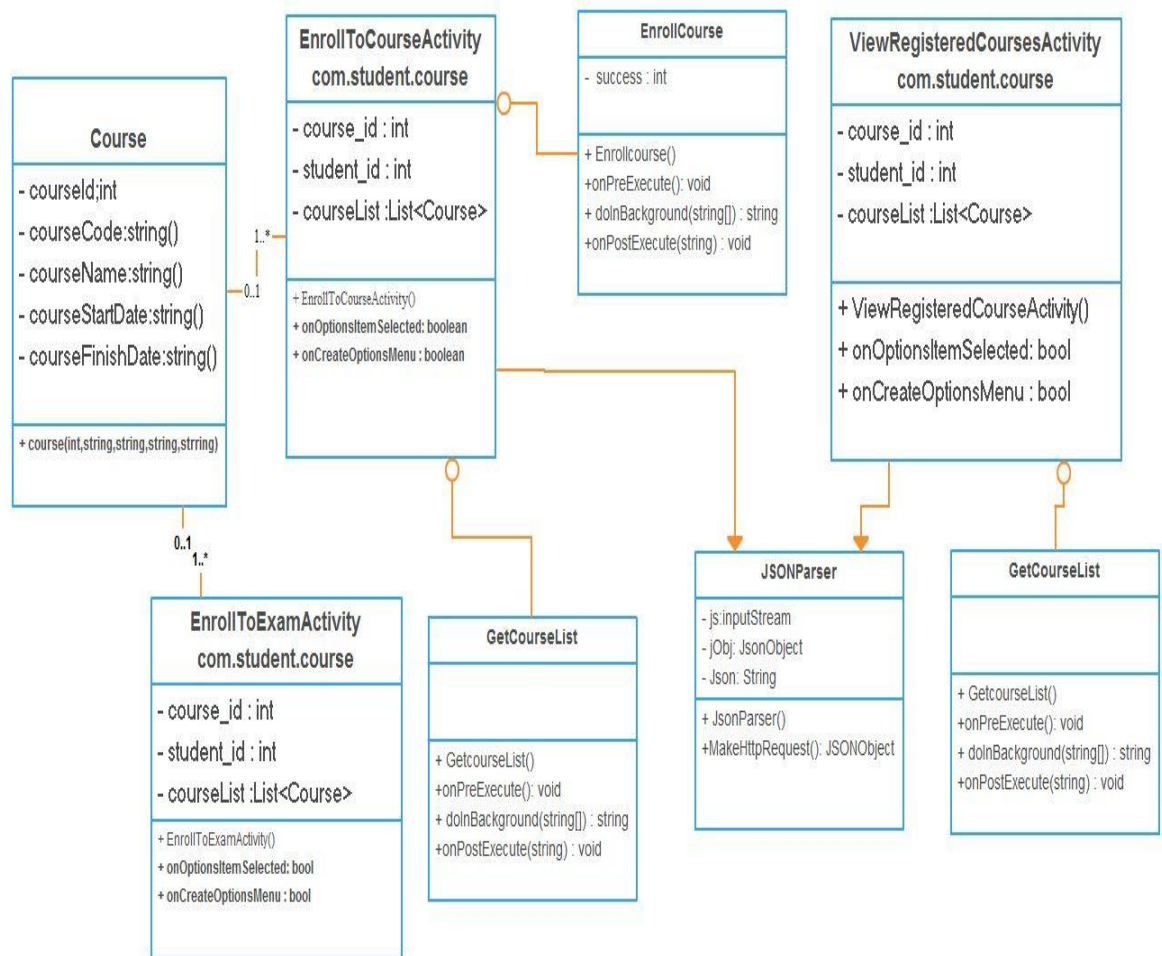 Course
- courseId;int
- courseCode:string()
- courseName:string()
- courseStartDate:string()
- courseFinishDate:string()
+ course(int,string,string,string,strring)
EnrollToCourseActivity
com.student.course
- course_id : int
- student_id : int
- courseList :List<Course>
+ EnrollToCourseActivity()
+ onOptionsItemSelected: boolean
+ onCreateOptionsMenu : boolean
EnrollCourse
- success : int
+ Enrollcourse()
+onPreExecute(): void
+ doInBackground(string[]) : string
+onPostExecute(string) : void
ViewRegisteredCoursesActivity
com.student.course
- course_id : int
- student_id : int
- courseList :List<Course>
+ ViewRegisteredCourseActivity()
+ onOptionsItemSelected: bool
+ onCreateOptionsMenu : bool
1..*
0..1
0..1
1..*
EnrollToExamActivity
com.student.course
- course_id : int
- student_id : int
- courseList :List<Course>
+ EnrollToExamActivity()
+ onOptionsItemSelected: bool
+ onCreateOptionsMenu : bool
GetCourseList
+ GetcourseList()
+onPreExecute(): void
+ doInBackground(string[]) : string
+onPostExecute(string) : void
JSONParser
- js:inputStream
- jObj: JsonObject
- Json: String
+ JsonParser()
+MakeHttpRequest(): JSONObject
GetCourseList
+ GetcourseList()
+onPreExecute(): void
+ doInBackground(string[]) : string
+onPostExecute(string) : void